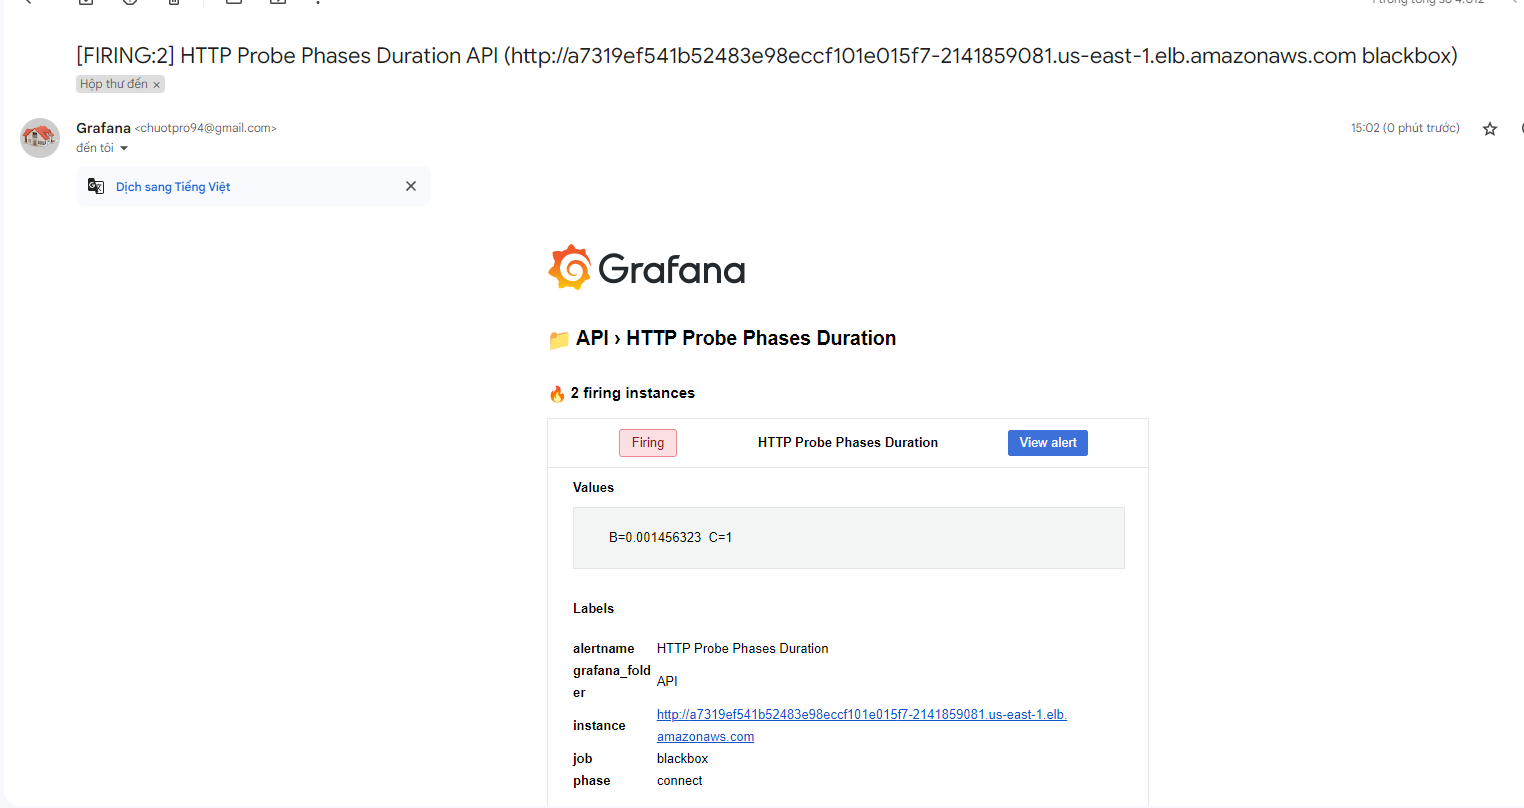 [FIRING:2] HTTP Probe Phases Duration API (http://a7319ef541b52483e98eccf101e015f7-2141859081.us-east-1.elb.amazonaws.com blackbox)
Hộp thư đến ×
Grafana <chuotpro94@gmail.com>
15:02 (0 phút trước)
đến tôi
Dịch sang Tiếng Việt
Grafana
API › HTTP Probe Phases Duration
2 firing instances
Firing
HTTP Probe Phases Duration
View alert
Values
B=0.001456323 C=1
Labels
alertname HTTP Probe Phases Duration
grafana_fold
er
API
instance
http://a7319ef541b52483e98eccf101e015f7-2141859081.us-east-1.elb.
amazonaws.com
job blackbox
phase connect